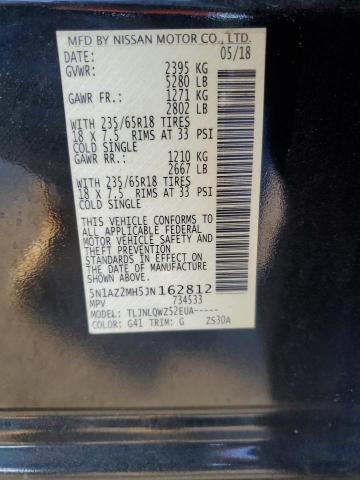 MFD BY NISSAN MOTOR CO., LTD.
DATE: 05/18
GVWR: 2395 KG
5280 LB
GAWR FR.: 1271 KG
2802 LB
WITH 235/65R18 TIRES
18 X 7.5 RIMS AT 33 PSI
COLD SINGLE
GAWR RR.: 1210 KG
2667 LB
WITH 235/65R18 TIRES
18 X 7.5 RIMS AT 33 PSI
COLD SINGLE
THIS VEHICLE CONFORMS TO
ALL APPLICABLE FEDERAL
MOTOR VEHICLE SAFETY AND
THEFT PREVENTION
STANDARDS IN EFFECT ON
THE DATE OF MANUFACTURE
SHOWN ABOVE.
5N1AZ2MH5JN162812
MPV 734533
MODEL: TLJNLQWZ52EUA-----
COLOR: G41 TRIM: G ZS30A